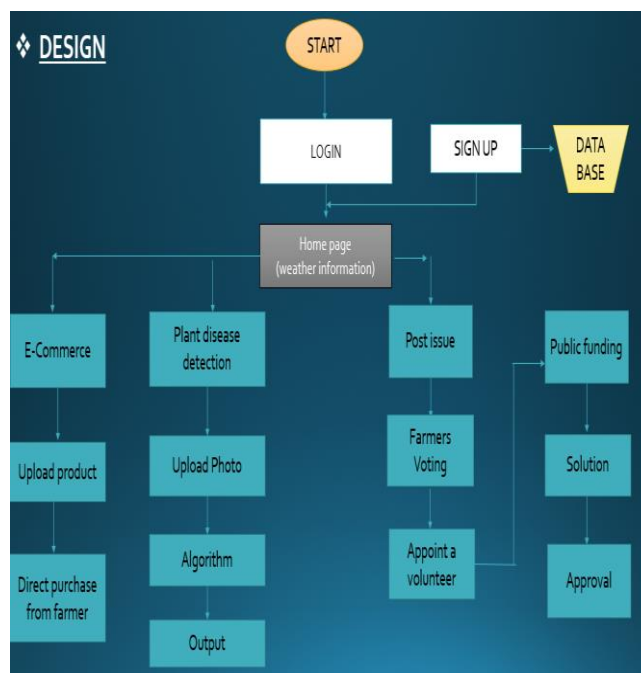 ❖ DESIGN
START
LOGIN
SIGN UP
DATA
BASE
Home page
(weather information)
E-Commerce
Plant disease
detection
Post issue
Public funding
Upload product
Upload Photo
Farmers
Voting
Solution
Direct purchase
from farmer
Algorithm
Appoint a
volunteer
Approval
Output